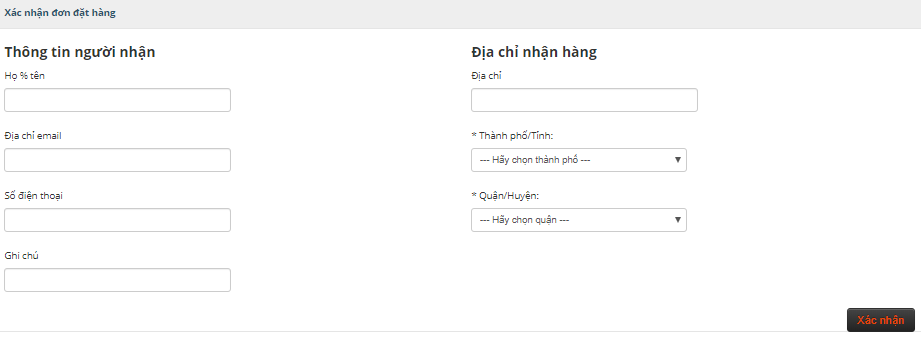 Xác nhận đơn đặt hàng
Thông tin người nhận
Họ % tên
Địa chỉ email
Số điện thoại
Ghi chú
Địa chỉ nhận hàng
Địa chỉ
* Thành phố/Tỉnh:
--- Hãy chọn thành phố ---
* Quận/Huyện:
--- Hãy chọn quận ---
Xác nhận